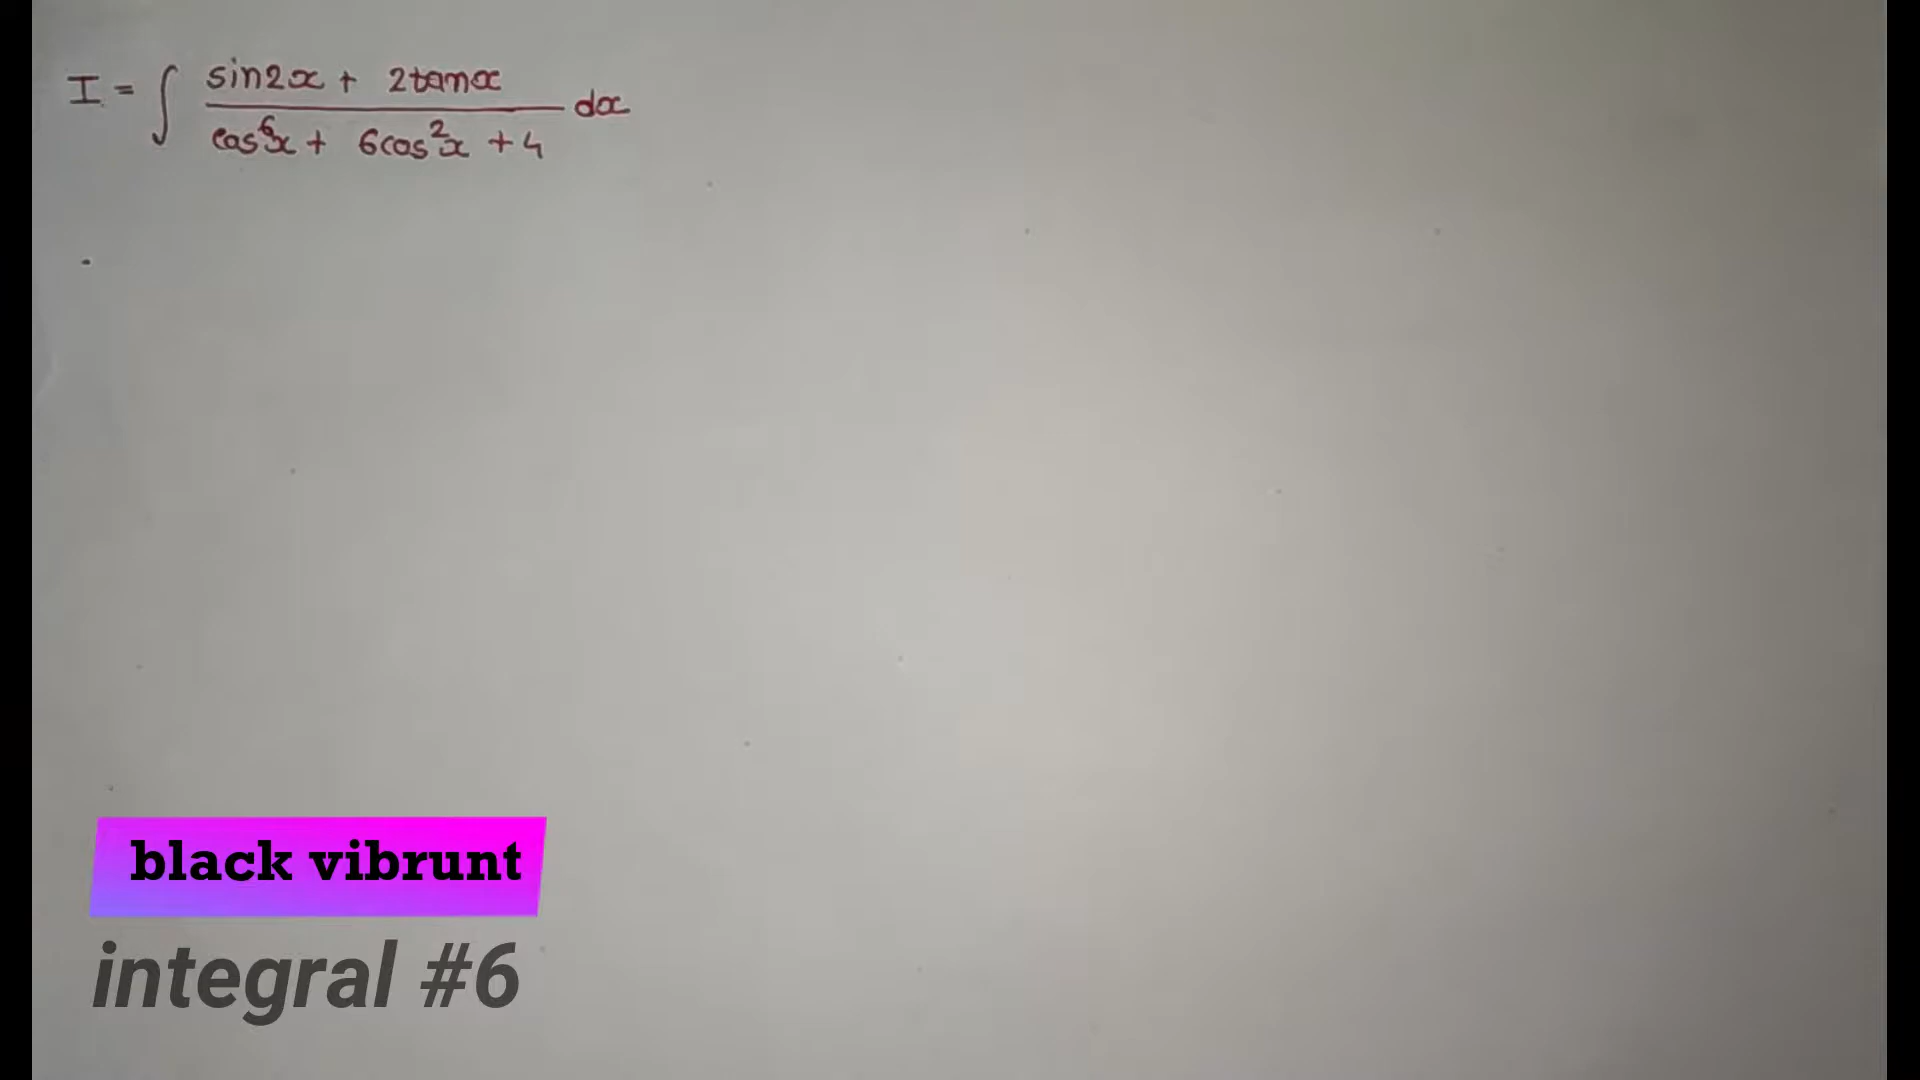 I = ∫ sin2x + 2tanx / cos⁶x + 6cos²x + 4 dx
black vibrunt
integral #6